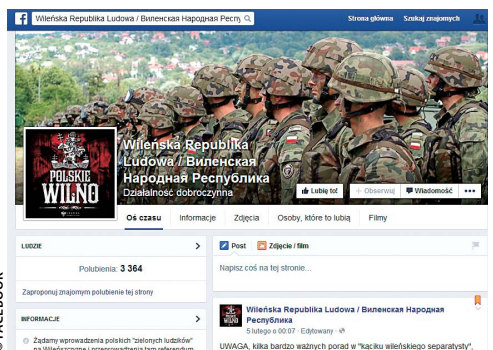 Wileńska Republika Ludowa / Виленская Народная Респу
Strona główna Szukaj znajomych
POLSKIE
WILNO
Wileńska Republika
Ludowa / Виленская
Народная Республика
Działalność dobroczynna
Lubię to! + Obserwuj Wiadomość •••
Oś czasu Informacje Zdjęcia Osoby, które to lubią Filmy
LUDZIE >
Polubienia: 3 364
Zaproponuj znajomym polubienie tej strony
INFORMACJE >
Żądamy wprowadzenia polskich "zielonych ludzików"
na Wileńszczyznę i przeprowadzenia tam referendum
Post Zdjęcie / film
Napisz coś na tej stronie...
Wileńska Republika Ludowa / Виленская Народная
Республика
5 lutego o 00:07 · Edytowany ·
UWAGA, kilka bardzo ważnych porad w "kąciku wileńskiego separatysty",
FACEBOOK